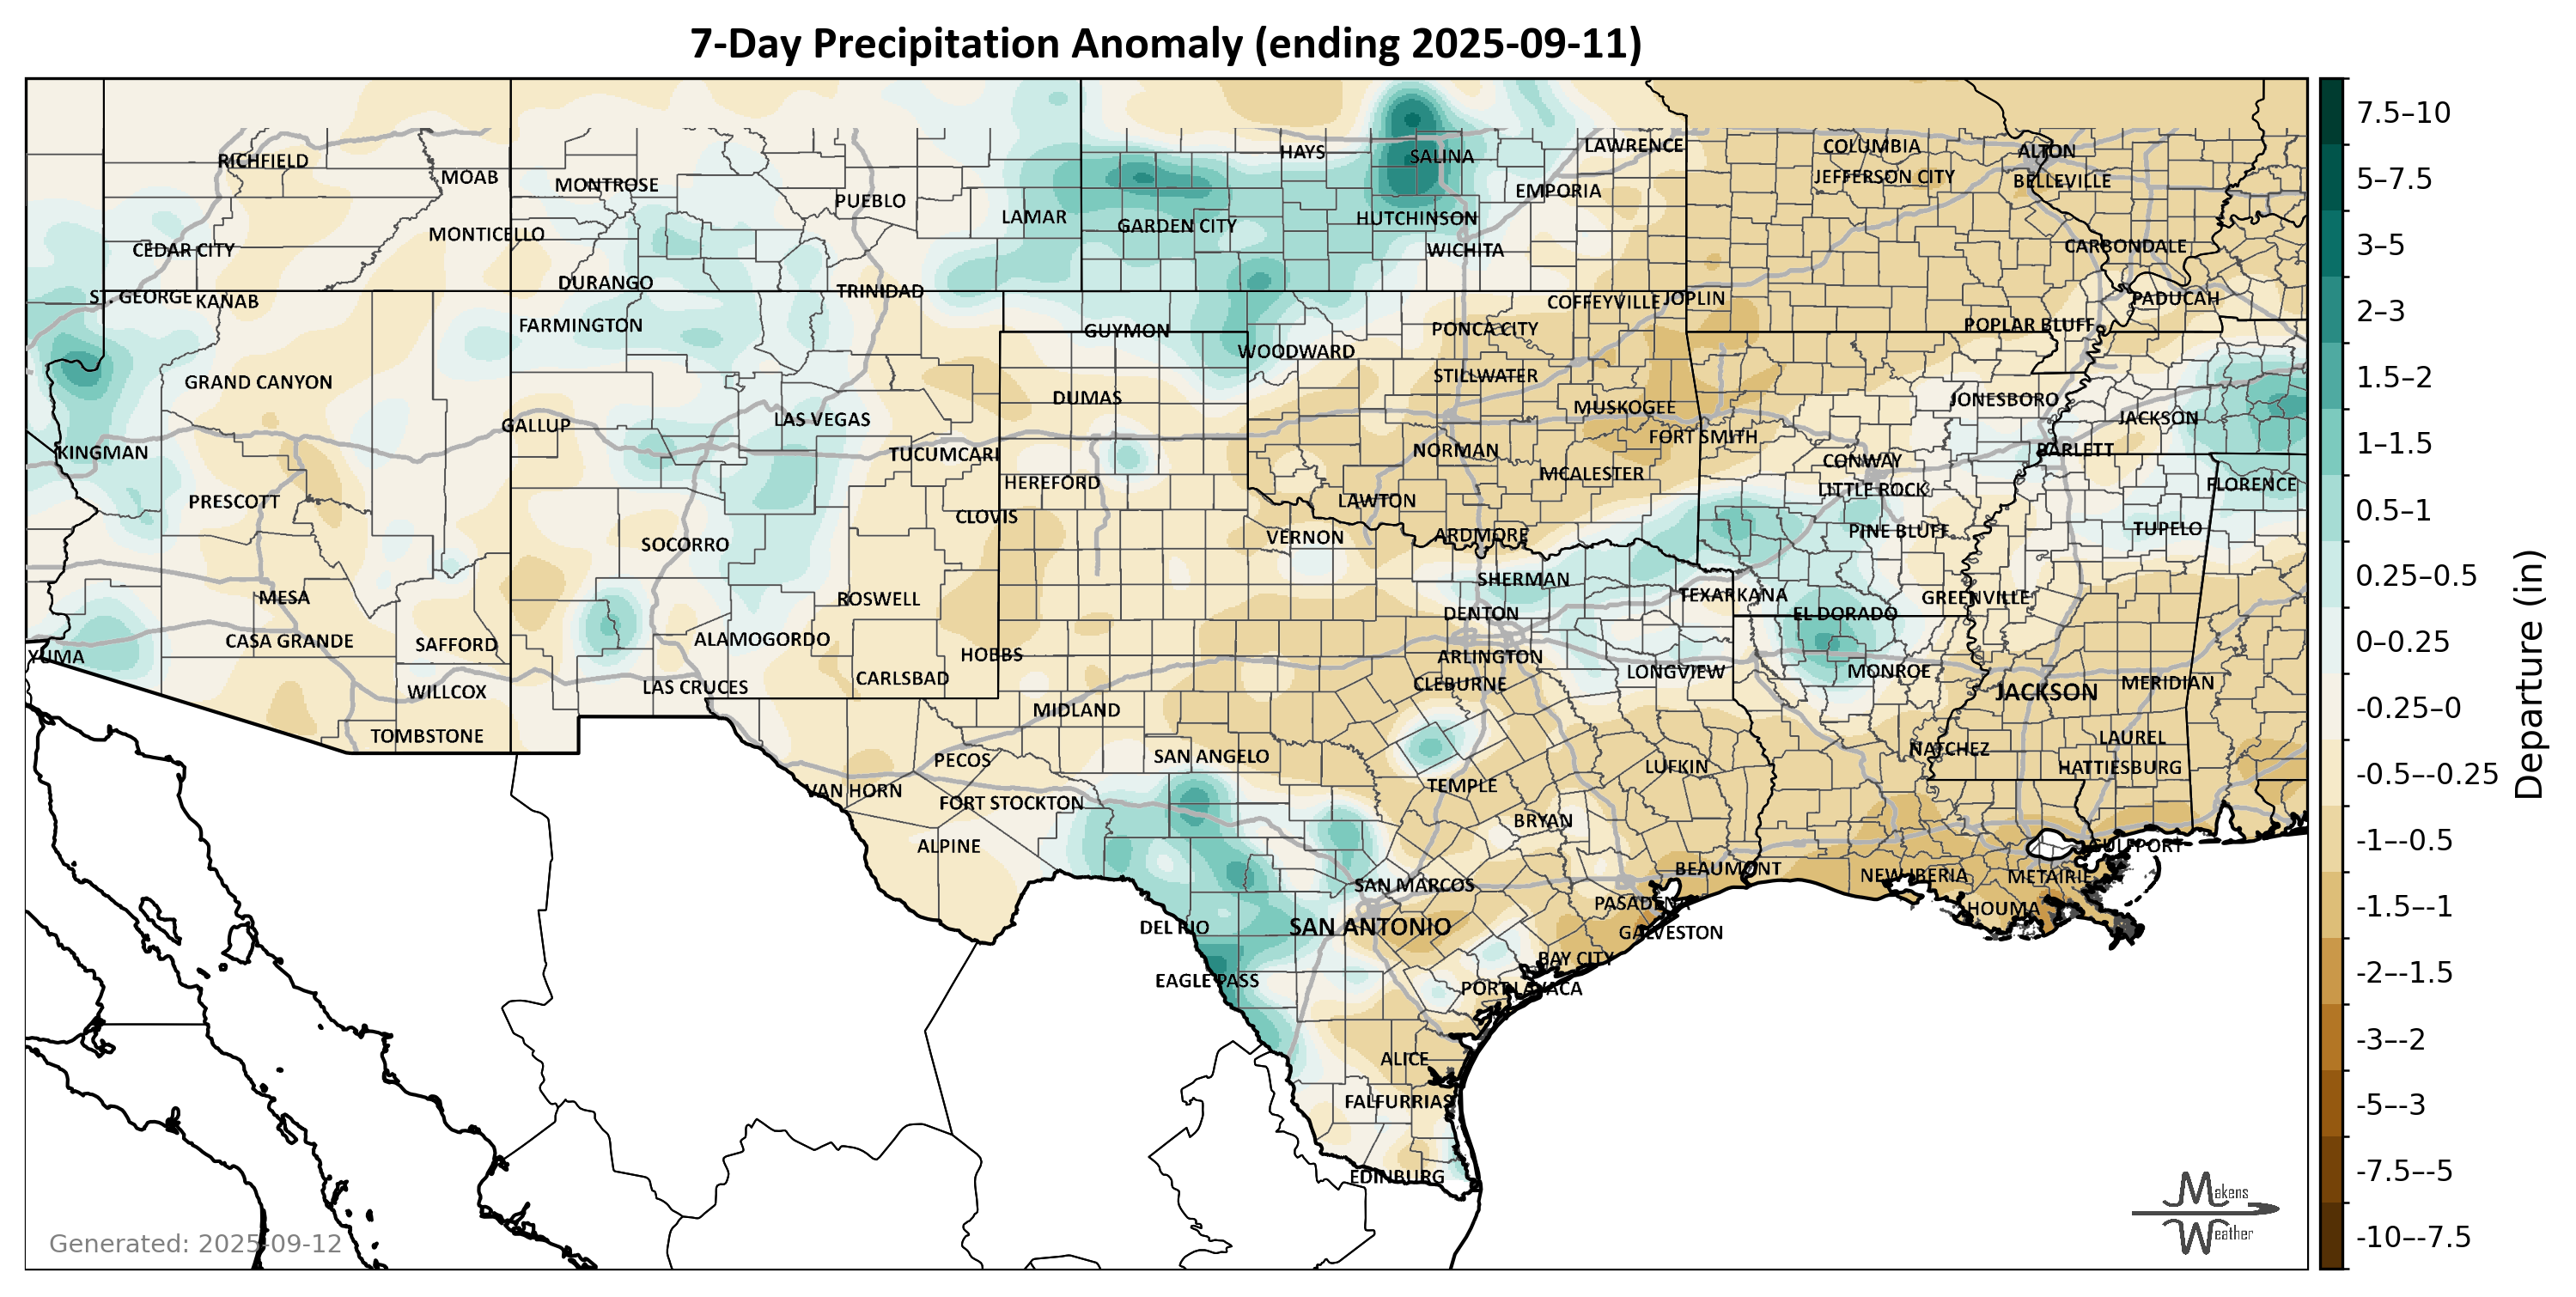 7-Day Precipitation Anomaly (ending 2025-09-11)
HAYS
SALINA
LAWRENCE
COLUMBIA
ALTON
RICHFIELD
MOAB
MONTROSE
EMPORIA
JEFFERSON CITY
BELLEVILLE
PUEBLO
LAMAR
GARDEN CITY
HUTCHINSON
MONTICELLO
CEDAR CITY
WICHITA
CARBONDALE
DURANGO
TRINIDAD
ST. GEORGE
KANAB
COFFEYVILLE
JOPLIN
PADUCAH
FARMINGTON
GUYMON
PONCA CITY
POPLAR BLUFF
WOODWARD
GRAND CANYON
STILLWATER
DUMAS
MUSKOGEE
JONESBORO
GALLUP
LAS VEGAS
JACKSON
FORT SMITH
KINGMAN
TUCUMCARI
NORMAN
BARLETT
CONWAY
HEREFORD
MCALESTER
LITTLE ROCK
FLORENCE
PRESCOTT
LAWTON
CLOVIS
SOCORRO
VERNON
ARDMORE
PINE BLUFF
TUPELO
SHERMAN
MESA
ROSWELL
TEXARKANA
GREENVILLE
CASA GRANDE
SAFFORD
ALAMOGORDO
DENTON
EL DORADO
YUMA
HOBBS
ARLINGTON
CARLSBAD
LONGVIEW
MONROE
WILLCOX
LAS CRUCES
CLEBURNE
JACKSON
MERIDIAN
MIDLAND
TOMBSTONE
PECOS
SAN ANGELO
NATCHEZ
LAUREL
LUFKIN
HATTIESBURG
VAN HORN
FORT STOCKTON
TEMPLE
BRYAN
ALPINE
GULFPORT
BEAUMONT
SAN MARCOS
NEW IBERIA
METAIRIE
PASADENA
HOUMA
DEL RIO
SAN ANTONIO
GALVESTON
BAY CITY
EAGLE PASS
PORT LAVACA
ALICE
FALFURRIAS
EDINBURG
Generated: 2025-09-12
Makens
Weather
7.5–10
5–7.5
3–5
2–3
1.5–2
1–1.5
0.5–1
0.25–0.5
0–0.25
-0.25–0
-0.5–-0.25
-1–-0.5
-1.5–-1
-2–-1.5
-3–-2
-5–-3
-7.5–-5
-10–-7.5
Departure (in)